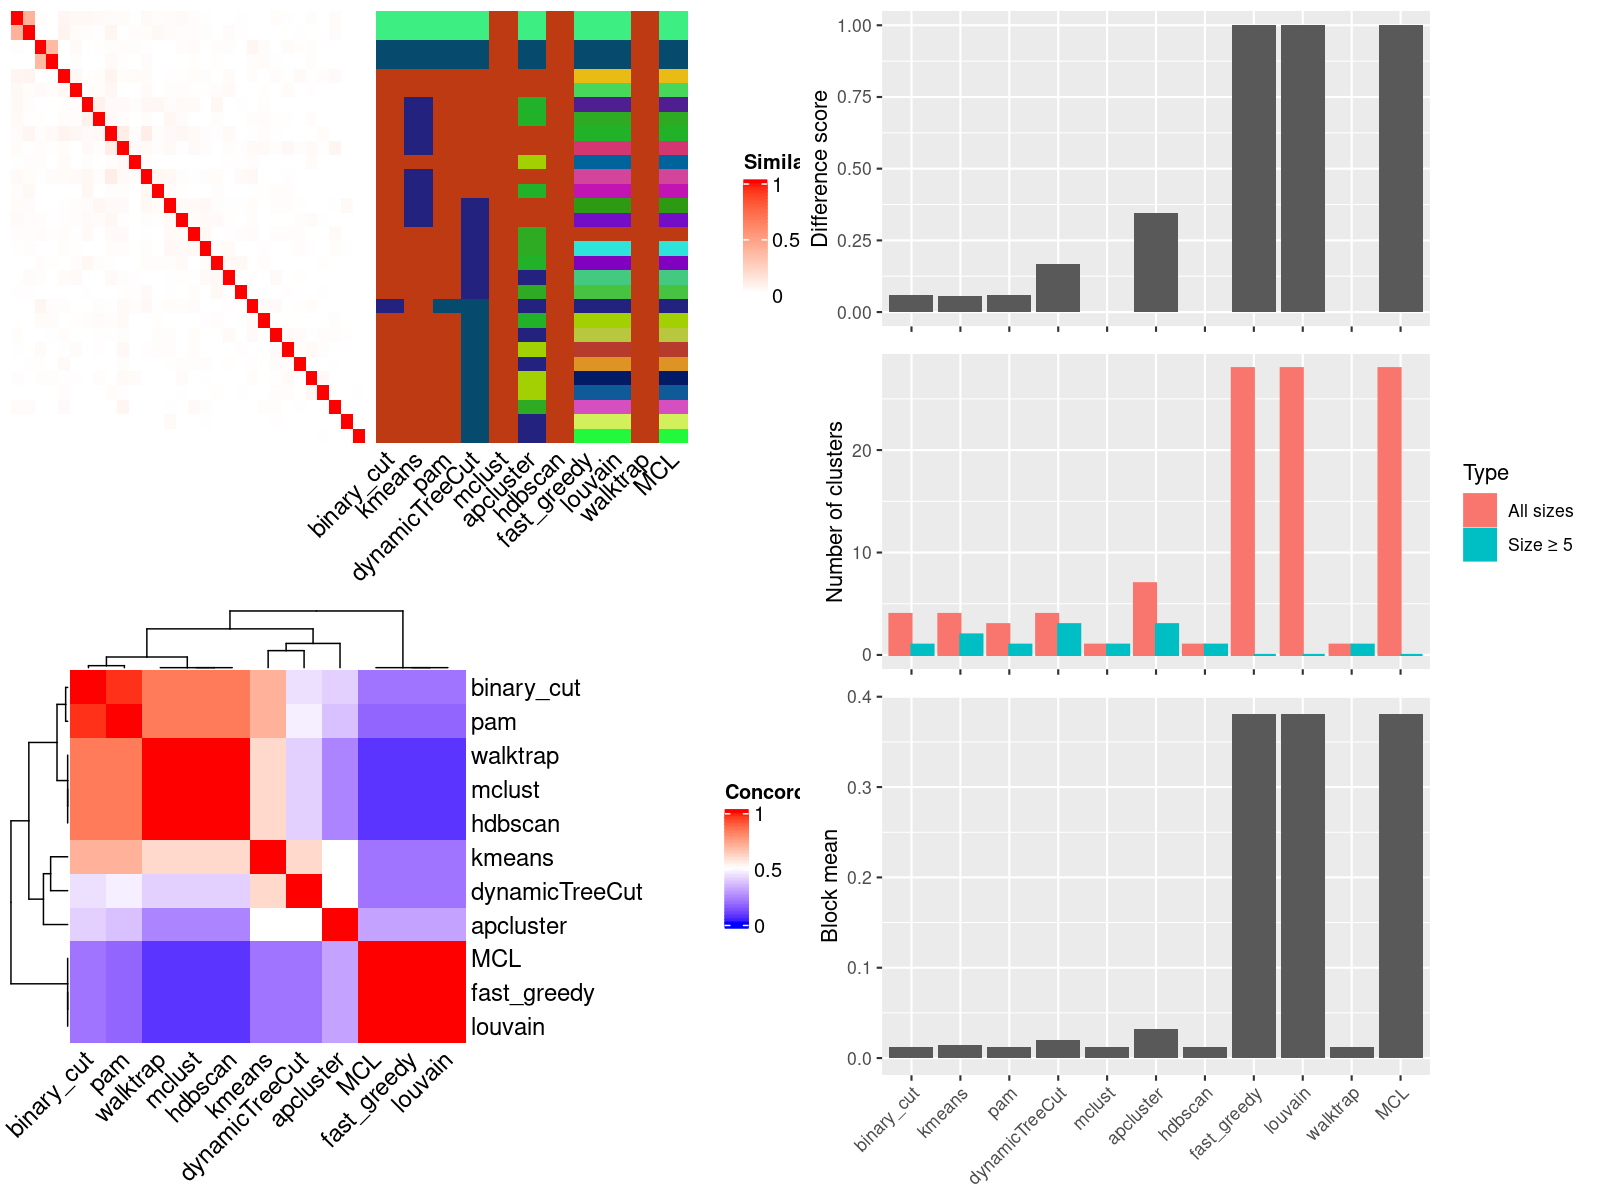 Simila
1
0.5
0
binary_cut
kmeans
pam
dynamicTreeCut
mclust
apcluster
hdbscan
fast_greedy
louvain
walktrap
MCL
Difference score
1.00
0.75
0.50
0.25
0.00
Number of clusters
20
10
0
Type
All sizes
Size ≥ 5
binary_cut
pam
walktrap
mclust
hdbscan
kmeans
dynamicTreeCut
apcluster
MCL
fast_greedy
louvain
binary_cut
pam
walktrap
mclust
hdbscan
kmeans
dynamicTreeCut
apcluster
MCL
fast_greedy
louvain
Concord
1
0.5
0
Block mean
0.4
0.3
0.2
0.1
0.0
binary_cut
kmeans
pam
dynamicTreeCut
mclust
apcluster
hdbscan
fast_greedy
louvain
walktrap
MCL